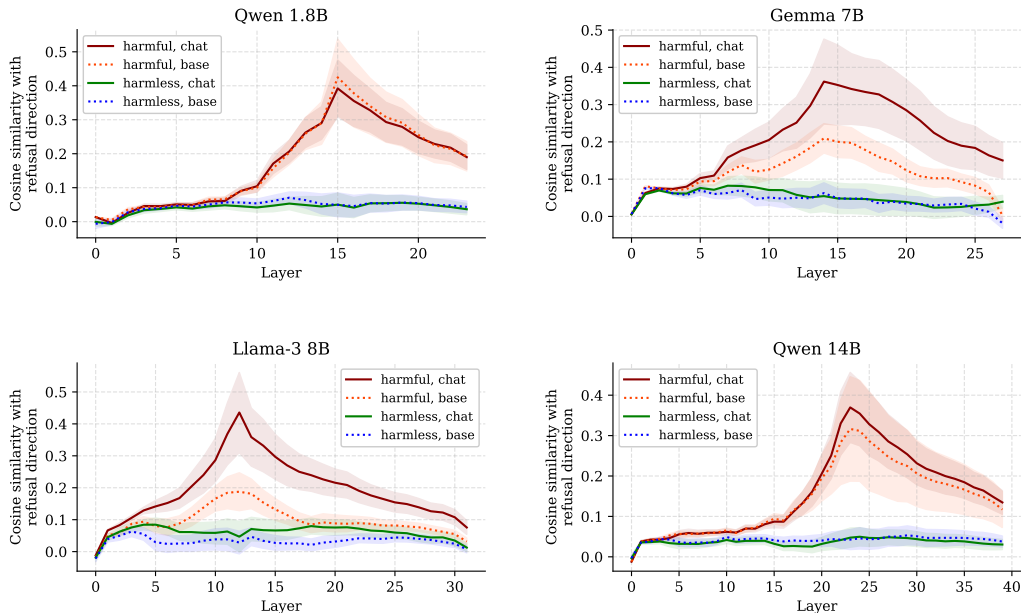 Qwen 1.8B
Cosine similarity with
refusal direction
0.5
0.4
0.3
0.2
0.1
0.0
harmful, chat
harmful, base
harmless, chat
harmless, base
0 5 10 15 20
Layer
Gemma 7B
Cosine similarity with
refusal direction
0.5
0.4
0.3
0.2
0.1
0.0
harmful, chat
harmful, base
harmless, chat
harmless, base
0 5 10 15 20 25
Layer
Llama-3 8B
Cosine similarity with
refusal direction
0.5
0.4
0.3
0.2
0.1
0.0
harmful, chat
harmful, base
harmless, chat
harmless, base
0 5 10 15 20 25 30
Layer
Qwen 14B
Cosine similarity with
refusal direction
0.4
0.3
0.2
0.1
0.0
harmful, chat
harmful, base
harmless, chat
harmless, base
0 5 10 15 20 25 30 35 40
Layer